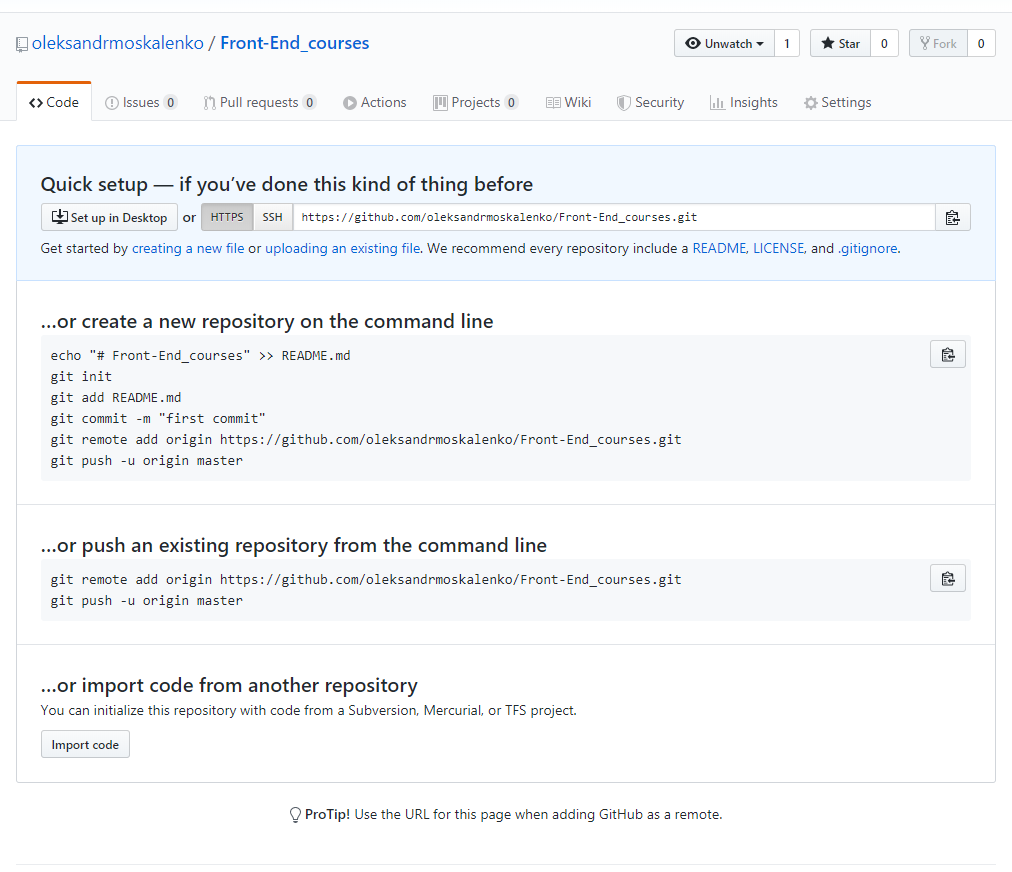 oleksandrmoskalenko / Front-End_courses
Unwatch 1 Star 0 Fork 0
Code Issues 0 Pull requests 0 Actions Projects 0 Wiki Security Insights Settings
Quick setup — if you’ve done this kind of thing before
Set up in Desktop or HTTPS SSH https://github.com/oleksandrmoskalenko/Front-End_courses.git
Get started by creating a new file or uploading an existing file. We recommend every repository include a README, LICENSE, and .gitignore.
…or create a new repository on the command line
echo "# Front-End_courses" >> README.md
git init
git add README.md
git commit -m "first commit"
git remote add origin https://github.com/oleksandrmoskalenko/Front-End_courses.git
git push -u origin master
…or push an existing repository from the command line
git remote add origin https://github.com/oleksandrmoskalenko/Front-End_courses.git
git push -u origin master
…or import code from another repository
You can initialize this repository with code from a Subversion, Mercurial, or TFS project.
Import code
ProTip! Use the URL for this page when adding GitHub as a remote.